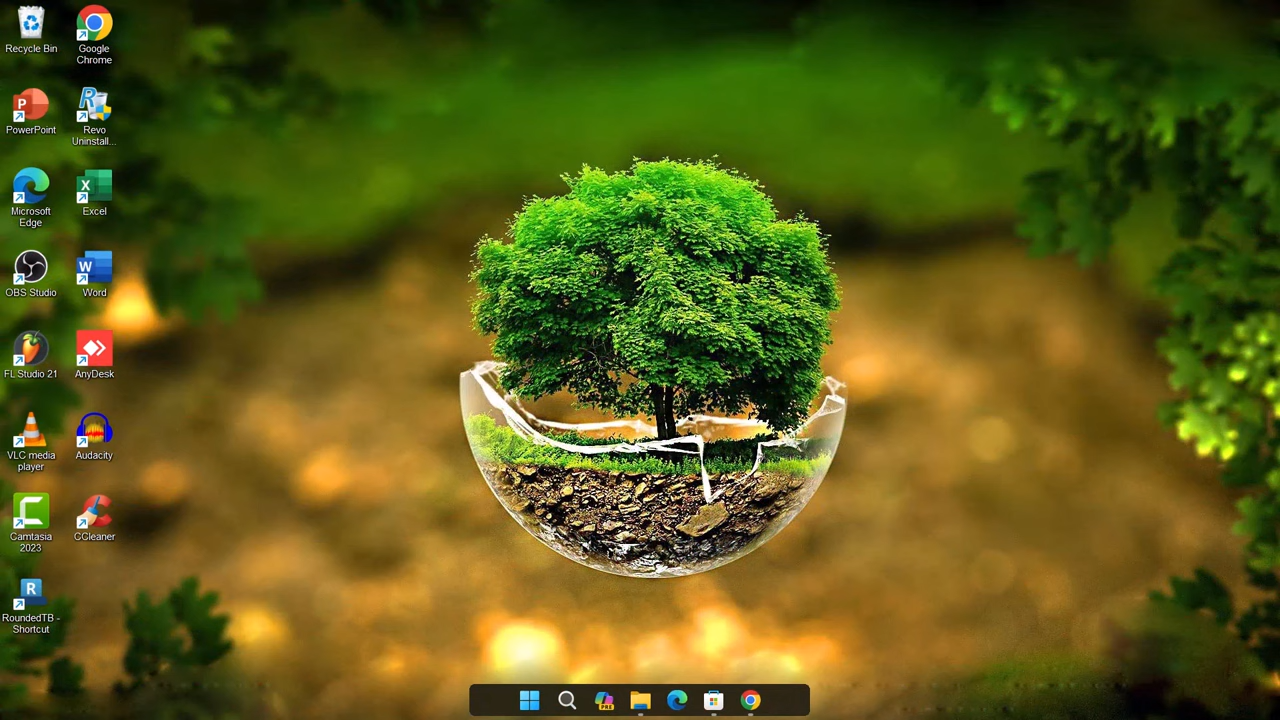 Recycle Bin
Google
Chrome
PowerPoint
Revo
Uninstall...
Microsoft
Edge
Excel
OBS Studio
Word
FL Studio 21
AnyDesk
VLC media
player
Audacity
Camtasia
2023
CCleaner
RoundedTB -
Shortcut
PRE